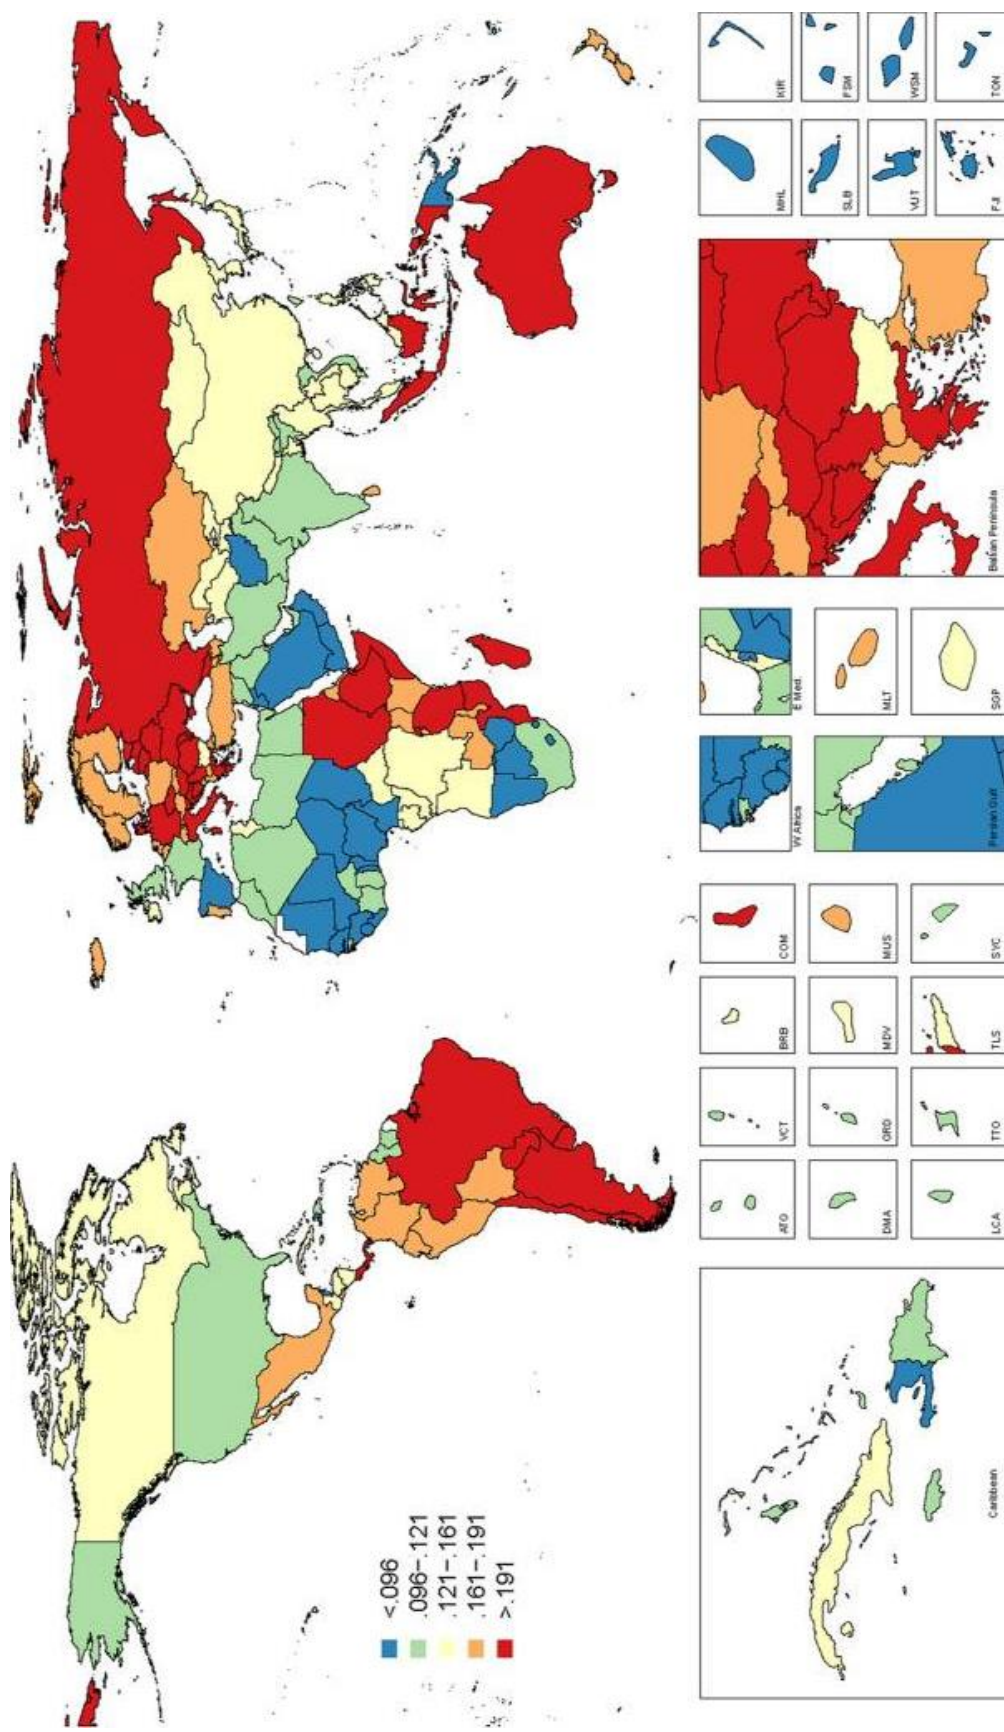 <.096
.096–.121
.121–.161
.161–.191
>.191
Caribbean
LCA
DMA
ATG
TTO
GRD
VCT
TLS
MDV
BRB
SYC
MUS
COM
Persian Gulf
W Africa
SGP
MLT
E Med.
Balkan Peninsula
FJI
VUT
SLB
MHL
TON
WSM
FSM
KIR